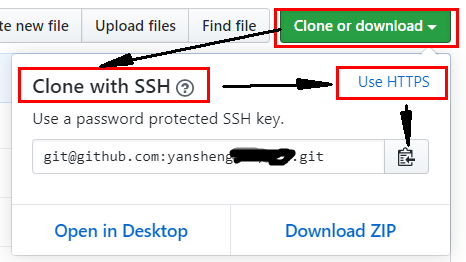 te new file Upload files Find file Clone or download
Clone with SSH ? Use HTTPS
Use a password protected SSH key.
git@github.com:yansheng .git
Open in Desktop Download ZIP